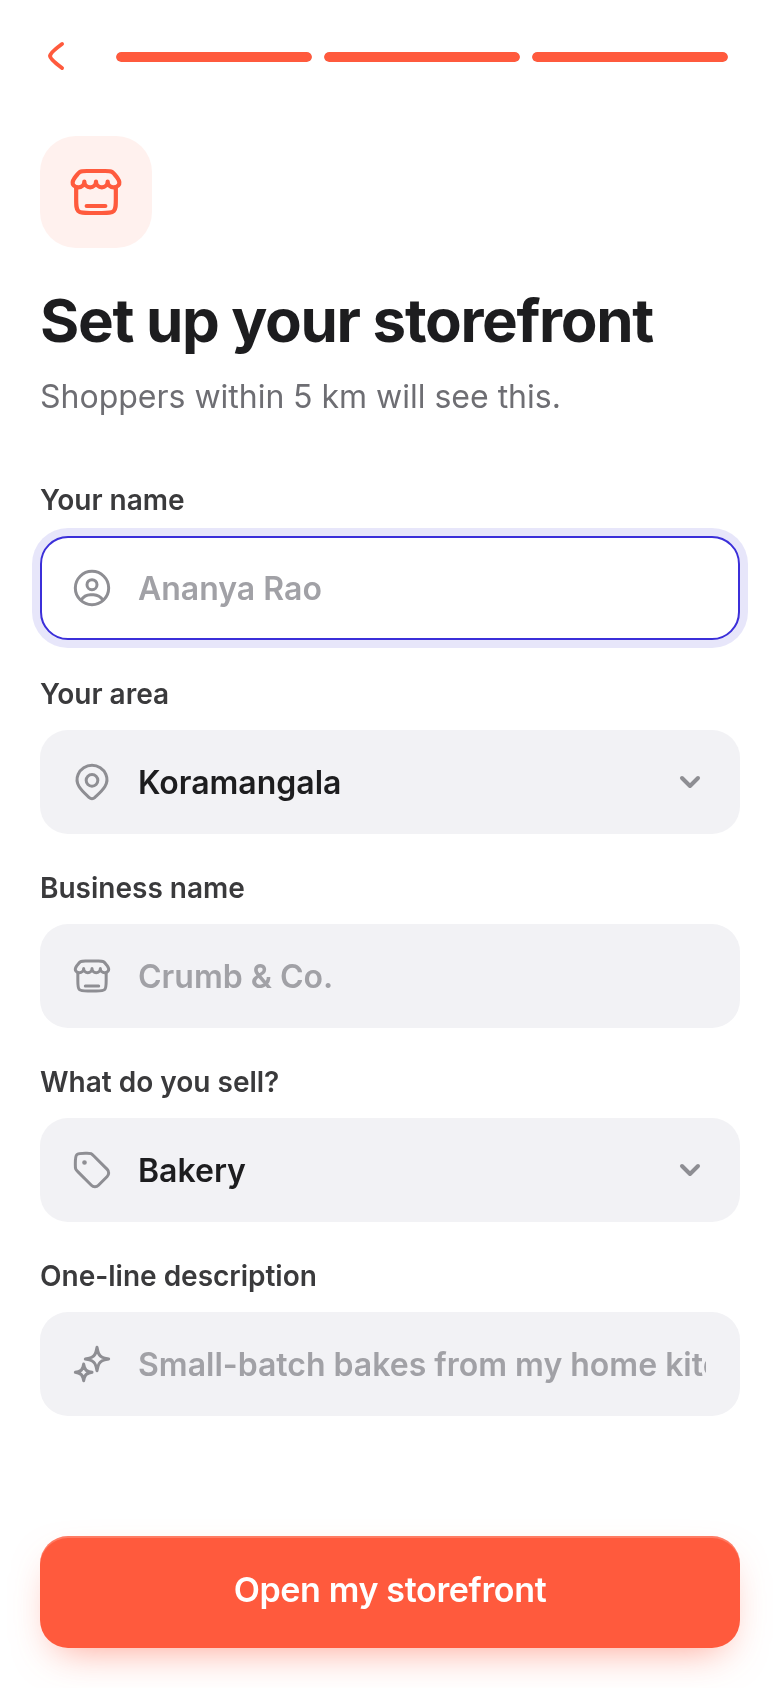 Set up your storefront
Shoppers within 5 km will see this.
Your name
Ananya Rao
Your area
Koramangala
Business name
Crumb & Co.
What do you sell?
Bakery
One-line description
Small-batch bakes from my home kit
Open my storefront